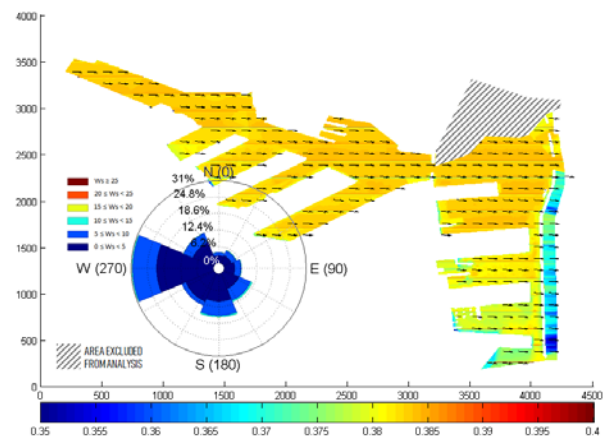 4000
3500
3000
2500
2000
1500
1000
500
0
N (0)
31%
24.8%
18.6%
12.4%
0%
W (270)
E (90)
S (180)
Ws ≥ 25
20 ≤ Ws < 25
15 ≤ Ws < 20
10 ≤ Ws < 15
5 ≤ Ws < 10
0 ≤ Ws < 5
AREA EXCLUDED
FROM ANALYSIS
0 500 1000 1500 2000 2500 3000 3500 4000 4500
0.35 0.355 0.36 0.365 0.37 0.375 0.38 0.385 0.39 0.395 0.4